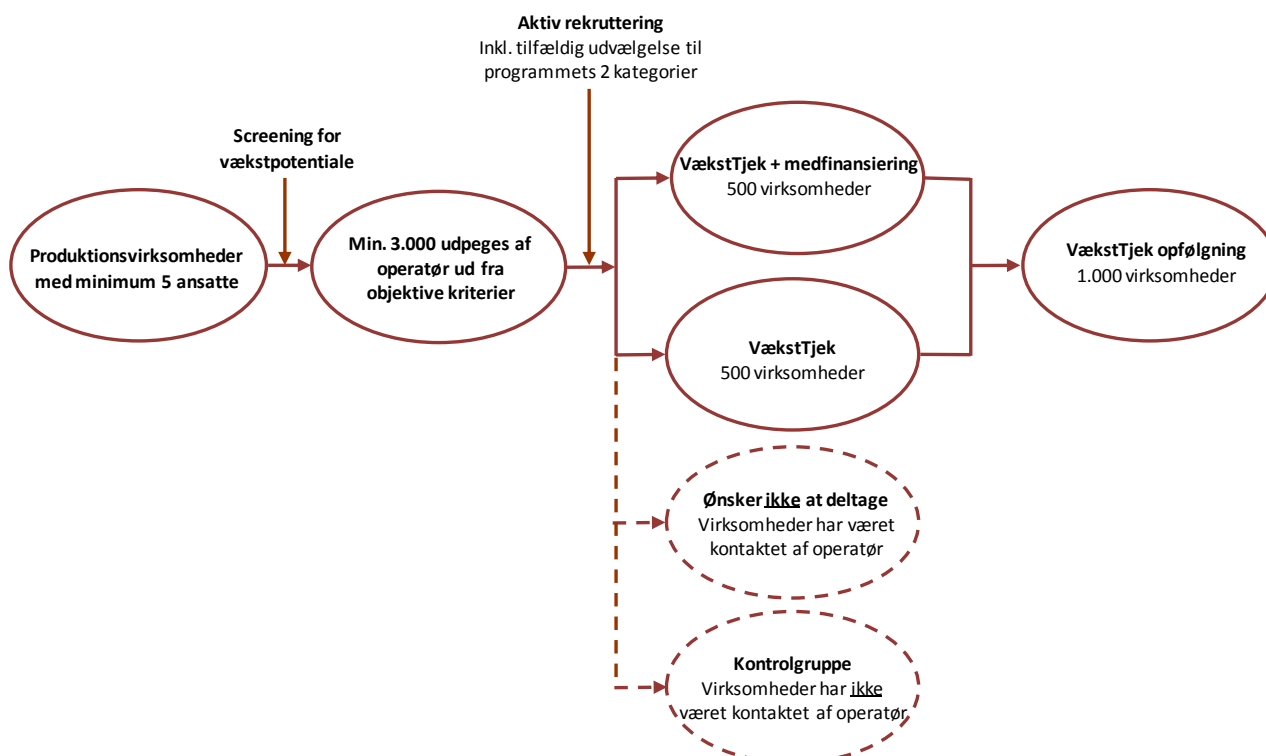 Aktiv rekruttering
Inkl. tilfældig udvælgelse til
programmets 2 kategorier
Screening for
vækstpotentiale
Produktionsvirksomheder
med minimum 5 ansatte
Min. 3.000 udpeges af
operatør ud fra
objektive kriterier
VækstTjek + medfinansiering
500 virksomheder
VækstTjek
500 virksomheder
VækstTjek opfølgning
1.000 virksomheder
Ønsker ikke at deltage
Virksomheder har været
kontaktet af operatør
Kontrolgruppe
Virksomheder har ikke
været kontaktet af operatør